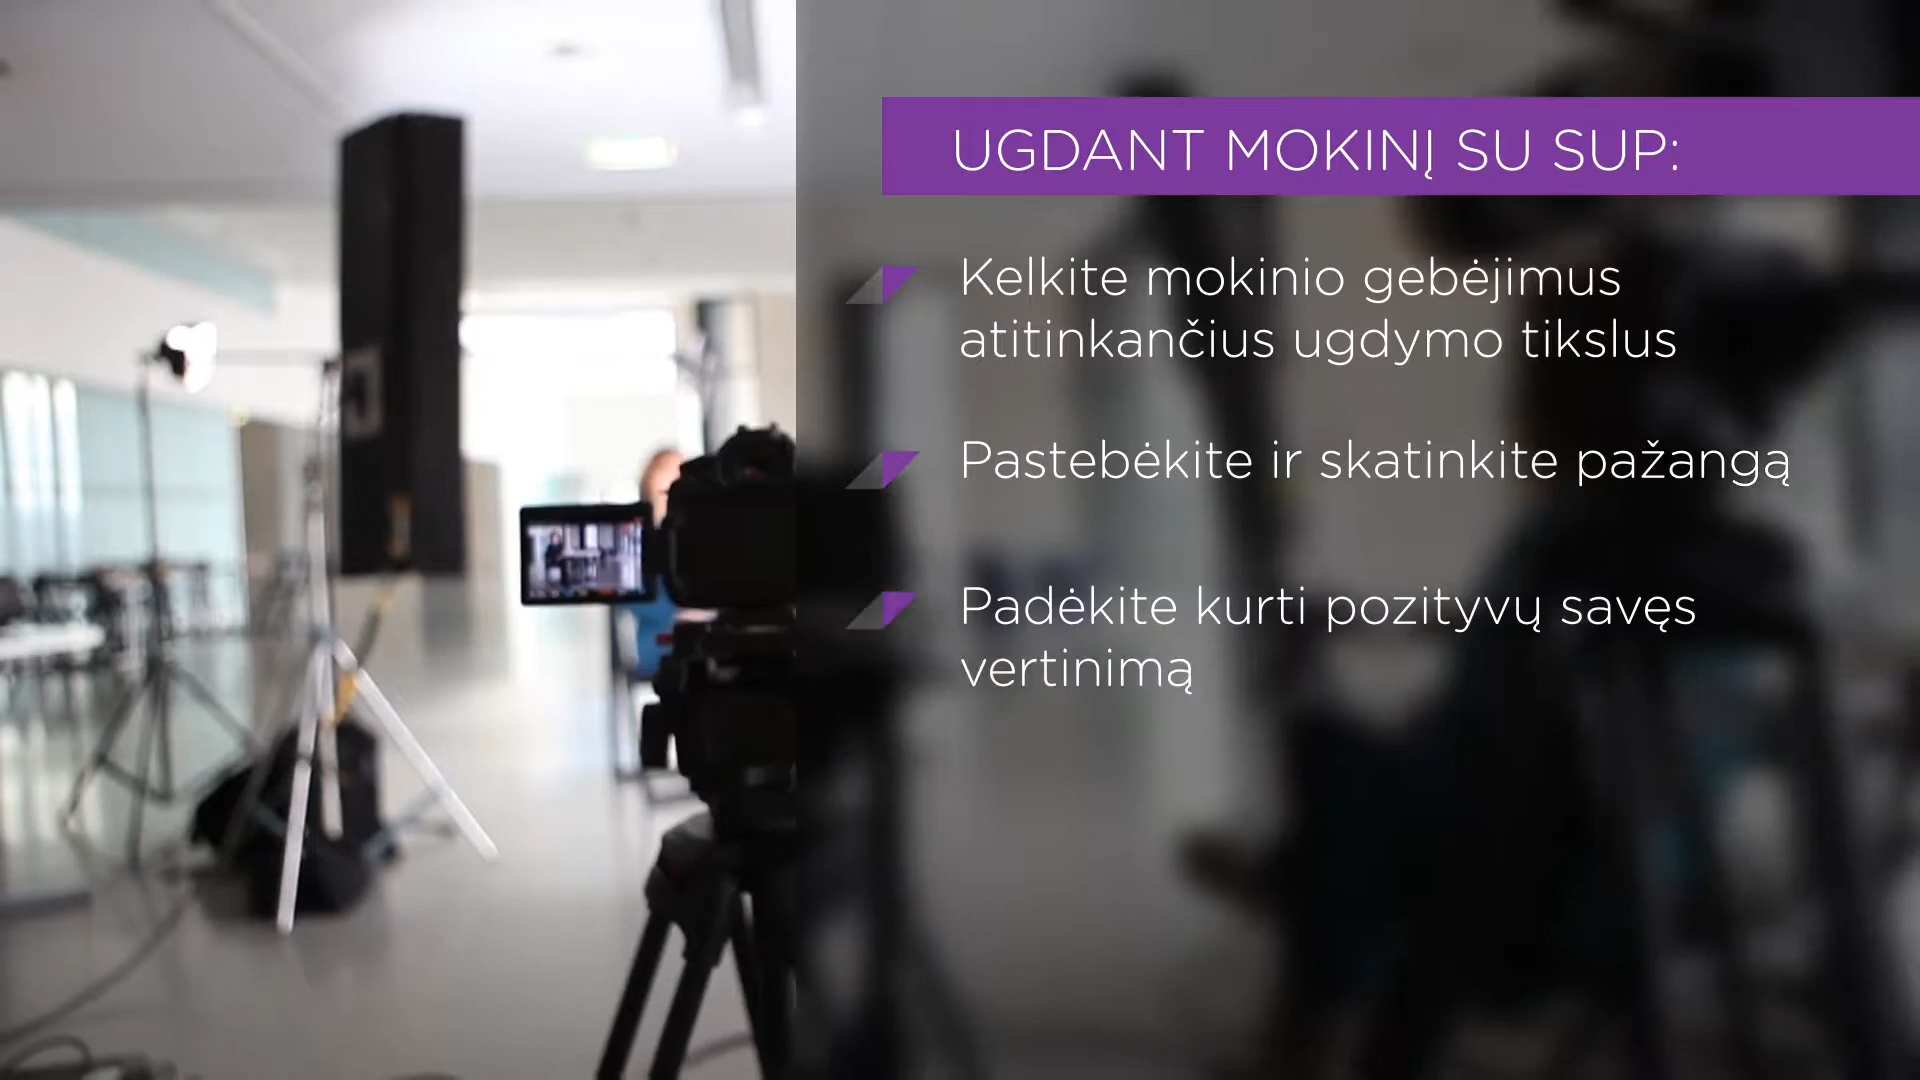 UGDANT MOKINĮ SU SUP:
Kelkite mokinio gebėjimus
atitinkančius ugdymo tikslus
Pastebėkite ir skatinkite pažangą
Padėkite kurti pozityvų savęs
vertinimą